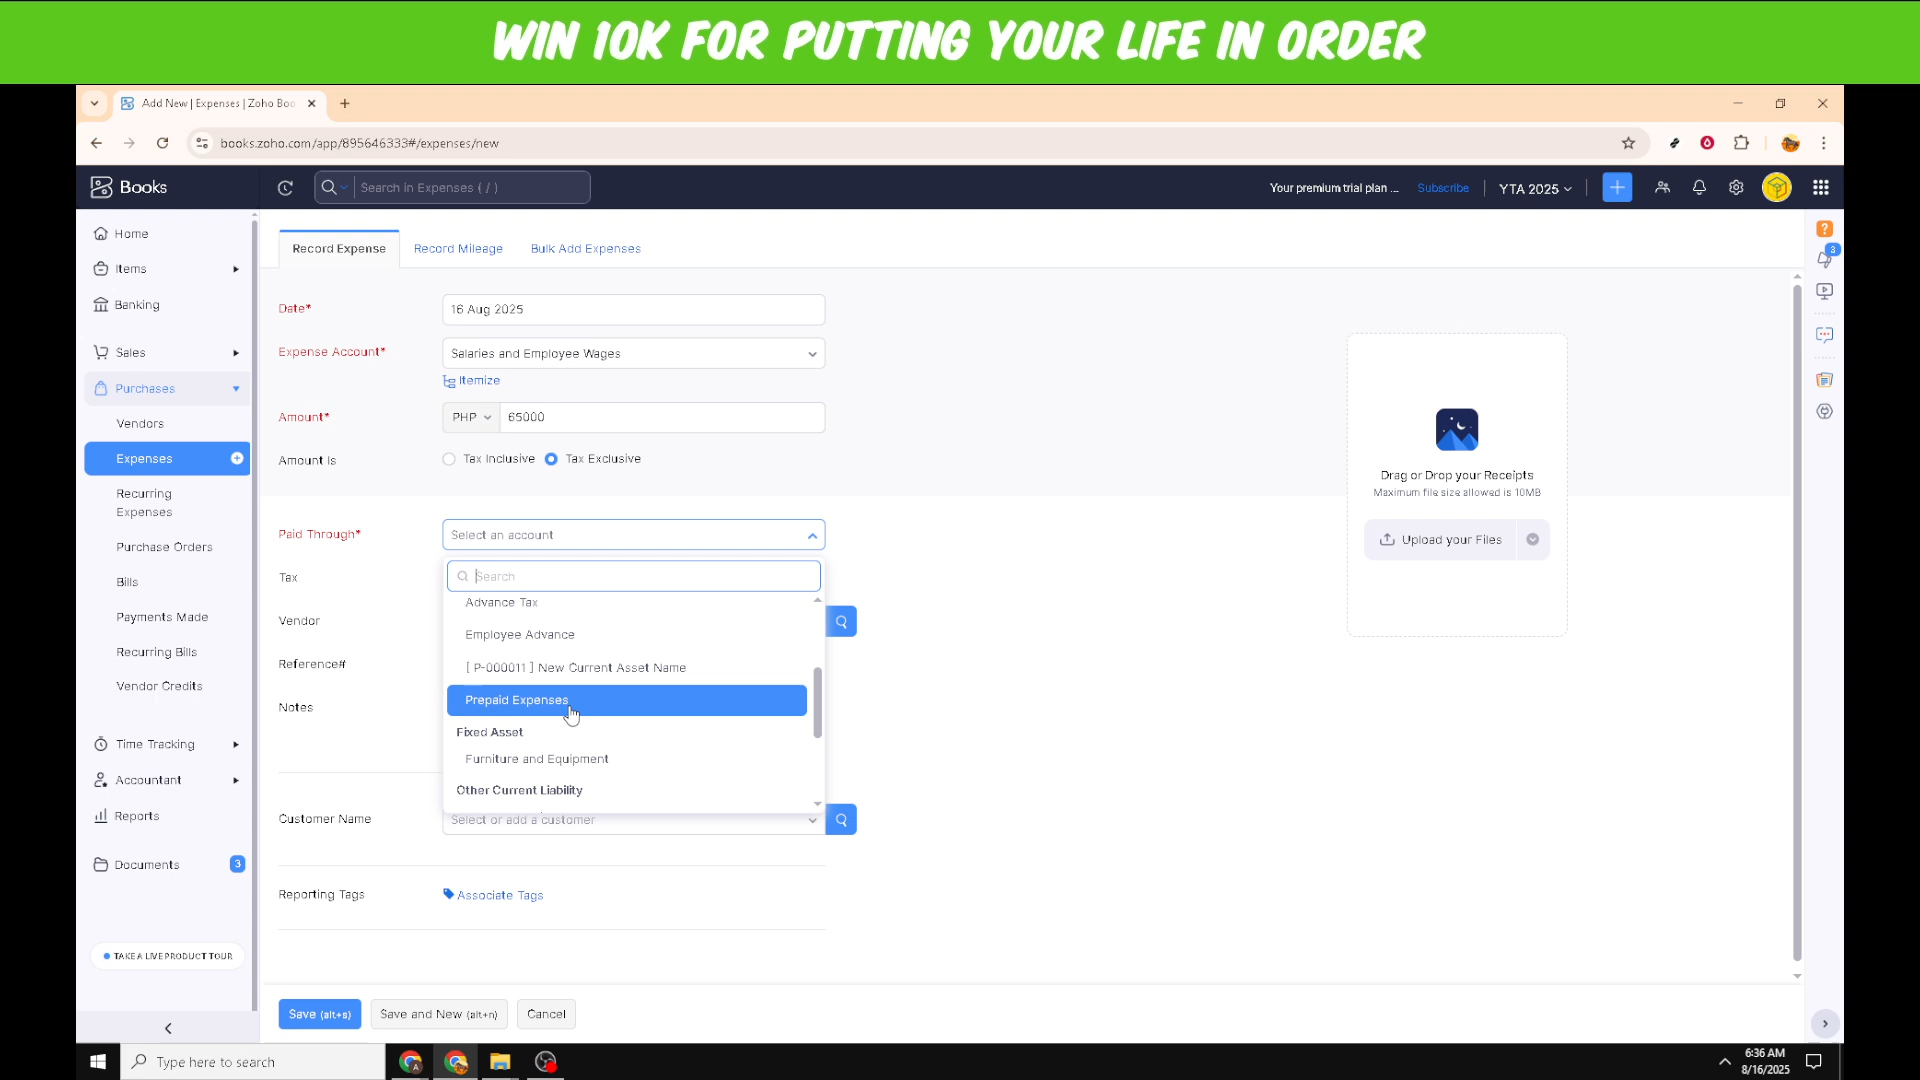 WIN 10K FOR PUTTING YOUR LIFE IN ORDER
Add New | Expenses | Zoho Boo
books.zoho.com/app/895646333#/expenses/new
Books
Search in Expenses ( / )
Your premium trial plan ...
Subscribe
YTA 2025
Home
Items
Banking
Sales
Purchases
Vendors
Expenses
Recurring
Expenses
Purchase Orders
Bills
Payments Made
Recurring Bills
Vendor Credits
Time Tracking
Accountant
Reports
Documents
3
TAKE A LIVE PRODUCT TOUR
Record Expense
Record Mileage
Bulk Add Expenses
Date*
16 Aug 2025
Expense Account*
Salaries and Employee Wages
Itemize
Amount*
PHP
65000
Amount Is
Tax Inclusive
Tax Exclusive
Paid Through*
Select an account
Search
Advance Tax
Employee Advance
[ P-000011 ] New Current Asset Name
Prepaid Expenses
Fixed Asset
Furniture and Equipment
Other Current Liability
Tax
Vendor
Reference#
Notes
Customer Name
Select or add a customer
Reporting Tags
Associate Tags
Drag or Drop your Receipts
Maximum file size allowed is 10MB
Upload your Files
?
3
Save (alt+s)
Save and New (alt+n)
Cancel
Type here to search
6:36 AM
8/16/2025